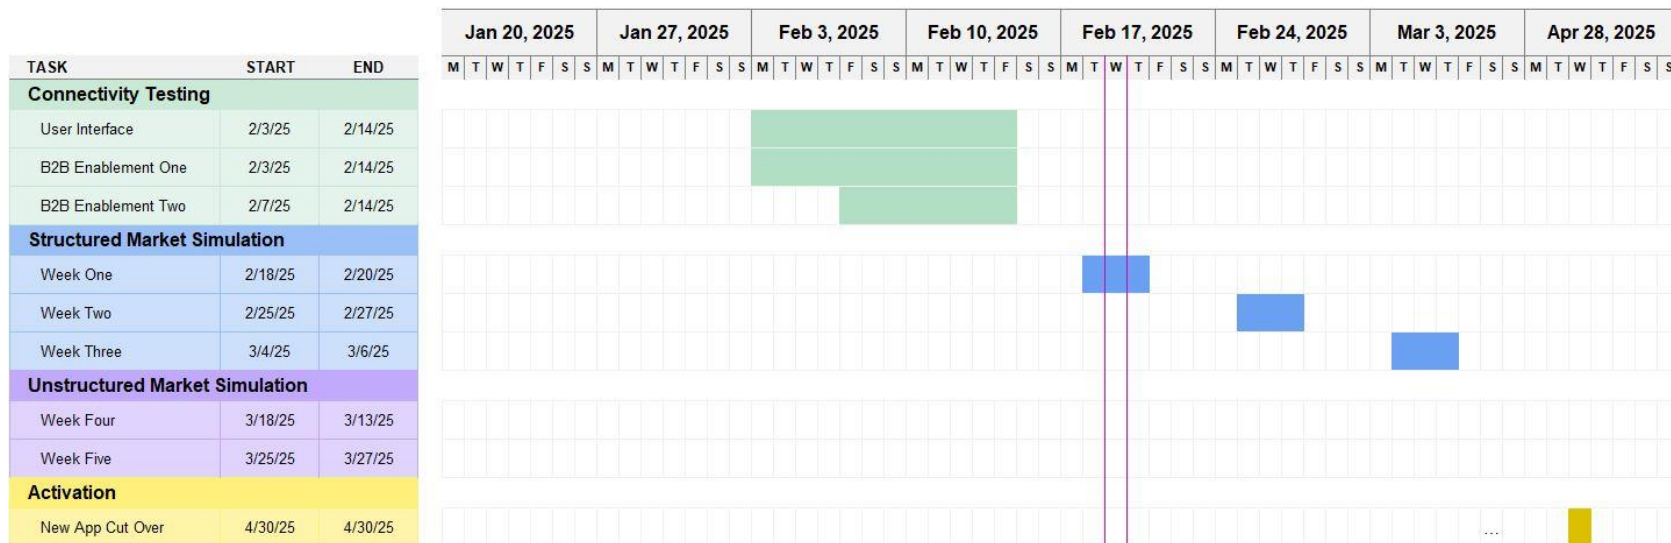 Jan 20, 2025 Jan 27, 2025 Feb 3, 2025 Feb 10, 2025 Feb 17, 2025 Feb 24, 2025 Mar 3, 2025 Apr 28, 2025
TASK START END M T W T F S S M T W T F S S M T W T F S S M T W T F S S M T W T F S S M T W T F S S M T W T F S S M T W T F S S
Connectivity Testing
User Interface 2/3/25 2/14/25
B2B Enablement One 2/3/25 2/14/25
B2B Enablement Two 2/7/25 2/14/25
Structured Market Simulation
Week One 2/18/25 2/20/25
Week Two 2/25/25 2/27/25
Week Three 3/4/25 3/6/25
Unstructured Market Simulation
Week Four 3/18/25 3/13/25
Week Five 3/25/25 3/27/25
Activation
New App Cut Over 4/30/25 4/30/25 ...